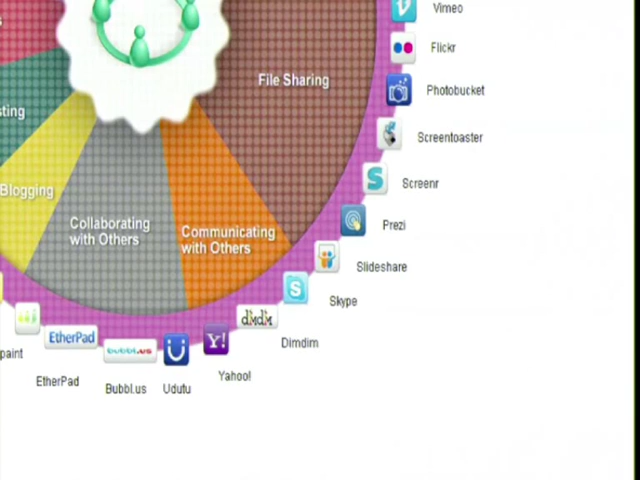 Vimeo
Flickr
File Sharing
Photobucket
sting
Screentoaster
Screenr
Blogging
Collaborating
with Others
Communicating
with Others
Prezi
Slideshare
S
Skype
dimdim
Dimdim
EtherPad
bubbl.us
Y!
paint
EtherPad
Bubbl.us
Udutu
Yahoo!